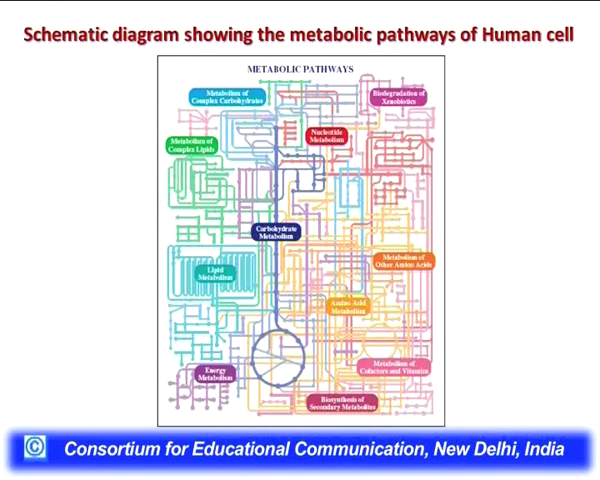 Schematic diagram showing the metabolic pathways of Human cell
METABOLIC PATHWAYS
Metabolism of
Complex Carbohydrates
Biodegradation of
Xenobiotics
Nucleotide
Metabolism
Metabolism of
Complex Lipids
Carbohydrate
Metabolism
Metabolism of
Other Amino Acids
Lipid
Metabolism
Amino Acid
Metabolism
Metabolism of
Cofactors and Vitamins
Energy
Metabolism
Biosynthesis of
Secondary Metabolites
© Consortium for Educational Communication, New Delhi, India